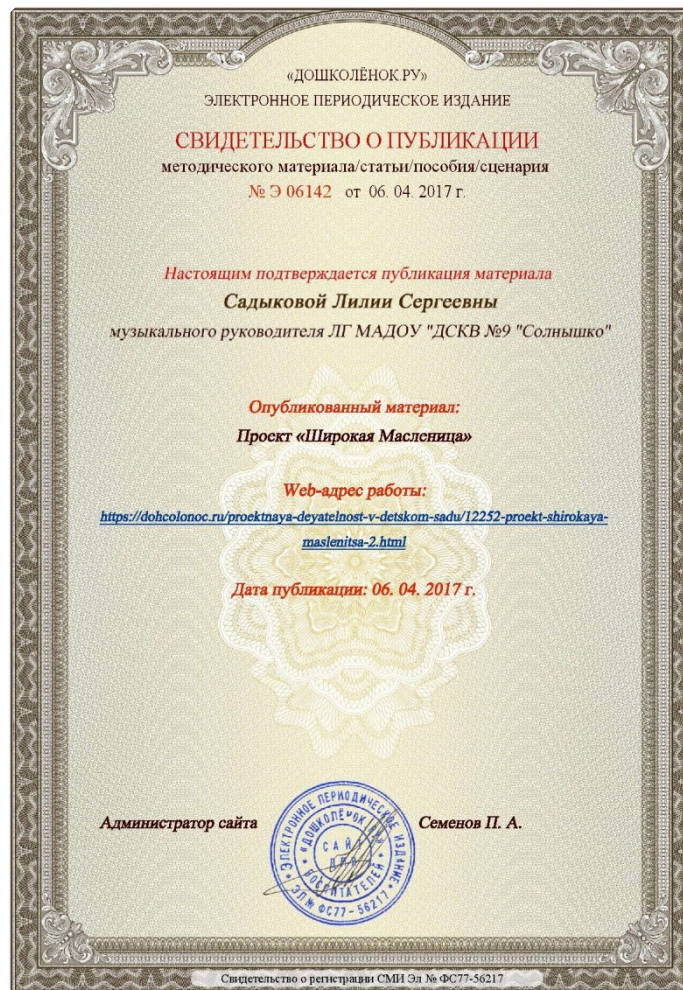 «ДОШКОЛЁНОК.РУ»
ЭЛЕКТРОННОЕ ПЕРИОДИЧЕСКОЕ ИЗДАНИЕ
СВИДЕТЕЛЬСТВО О ПУБЛИКАЦИИ
методического материала/статьи/пособия/сценария
№ Э 06142 от 06. 04. 2017 г.
Настоящим подтверждается публикация материала
Садыковой Лилии Сергеевны
музыкального руководителя ЛГ МАДОУ "ДСКВ №9 "Солнышко"
Опубликованный материал:
Проект «Широкая Масленица»
Web-адрес работы:
https://dohcolonoc.ru/proektnaya-deyatelnost-v-detskom-sadu/12252-proekt-shirokaya-
maslenitsa-2.html
Дата публикации: 06. 04. 2017 г.
Администратор сайта
Семенов П. А.
ЭЛЕКТРОННОЕ ПЕРИОДИЧЕСКОЕ ИЗДАНИЕ
ЭЛ № ФС77-56217
САЙТ
ДЛЯ
ВОСПИТАТЕЛЕЙ
Свидетельство о регистрации СМИ Эл № ФС77-56217